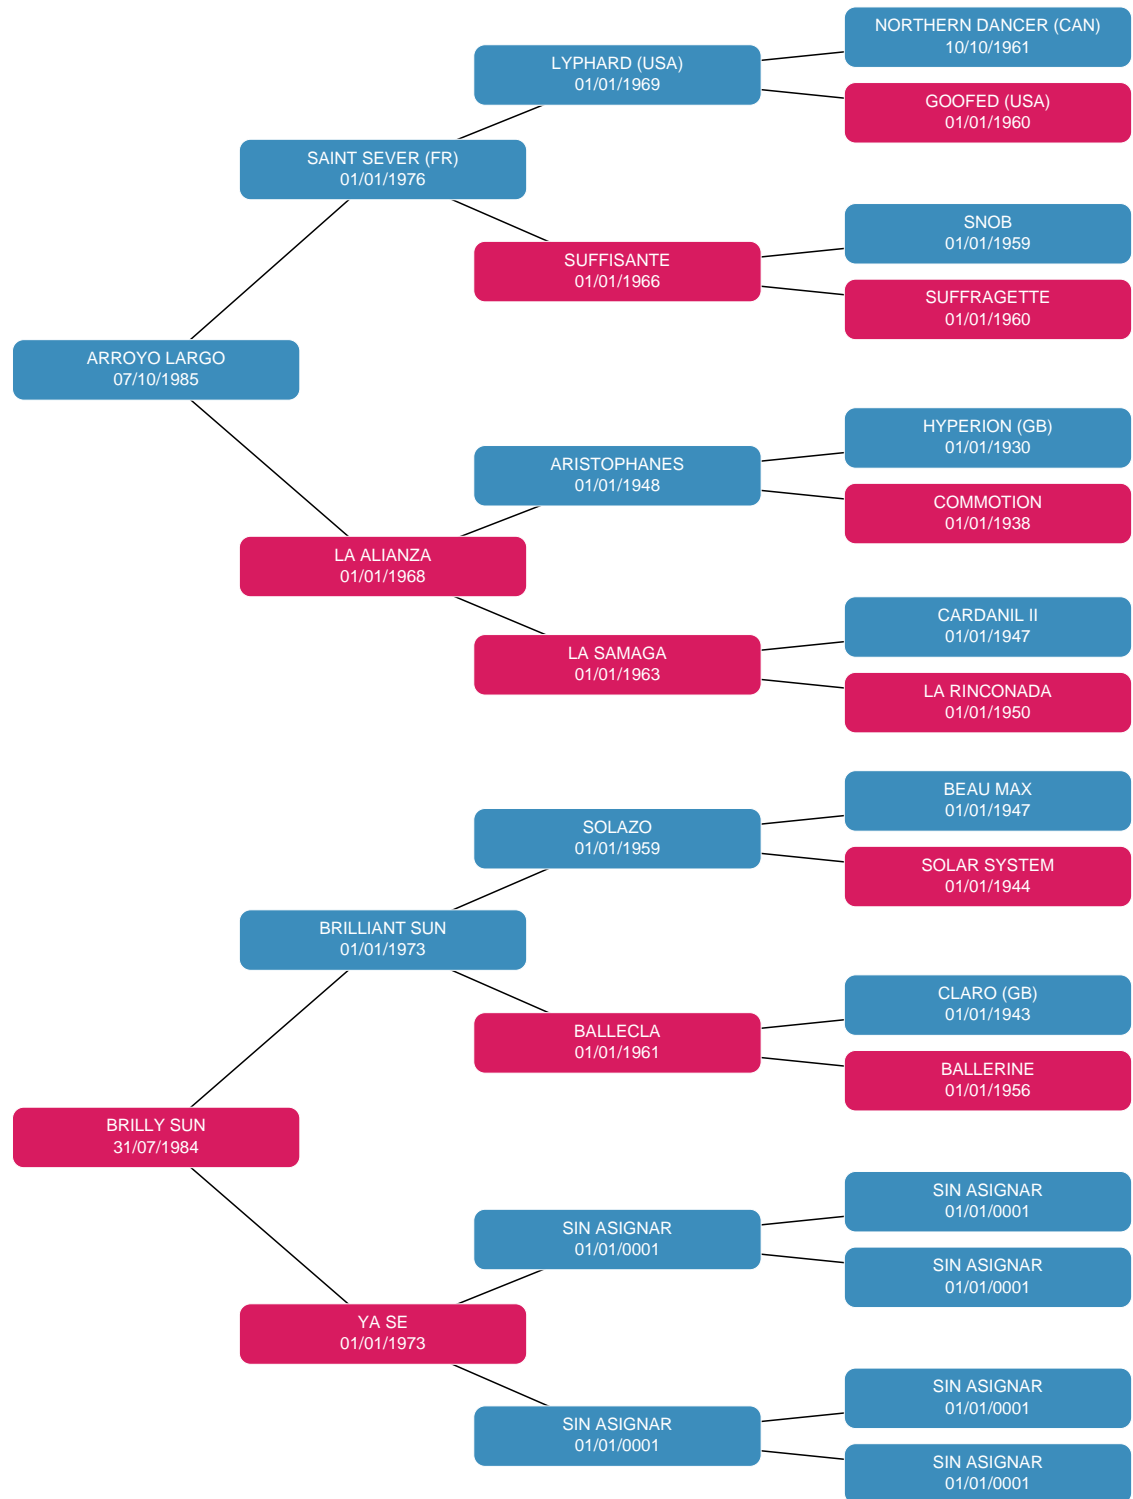 NORTHERN DANCER (CAN)
10/10/1961
LYPHARD (USA)
01/01/1969
GOOFED (USA)
01/01/1960
SAINT SEVER (FR)
01/01/1976
SNOB
01/01/1959
SUFFISANTE
01/01/1966
SUFFRAGETTE
01/01/1960
ARROYO LARGO
07/10/1985
HYPERION (GB)
01/01/1930
ARISTOPHANES
01/01/1948
COMMOTION
01/01/1938
LA ALIANZA
01/01/1968
CARDANIL II
01/01/1947
LA SAMAGA
01/01/1963
LA RINCONADA
01/01/1950
BEAU MAX
01/01/1947
SOLAZO
01/01/1959
SOLAR SYSTEM
01/01/1944
BRILLIANT SUN
01/01/1973
CLARO (GB)
01/01/1943
BALLECLA
01/01/1961
BALLERINE
01/01/1956
BRILLY SUN
31/07/1984
SIN ASIGNAR
01/01/0001
SIN ASIGNAR
01/01/0001
SIN ASIGNAR
01/01/0001
YA SE
01/01/1973
SIN ASIGNAR
01/01/0001
SIN ASIGNAR
01/01/0001
SIN ASIGNAR
01/01/0001